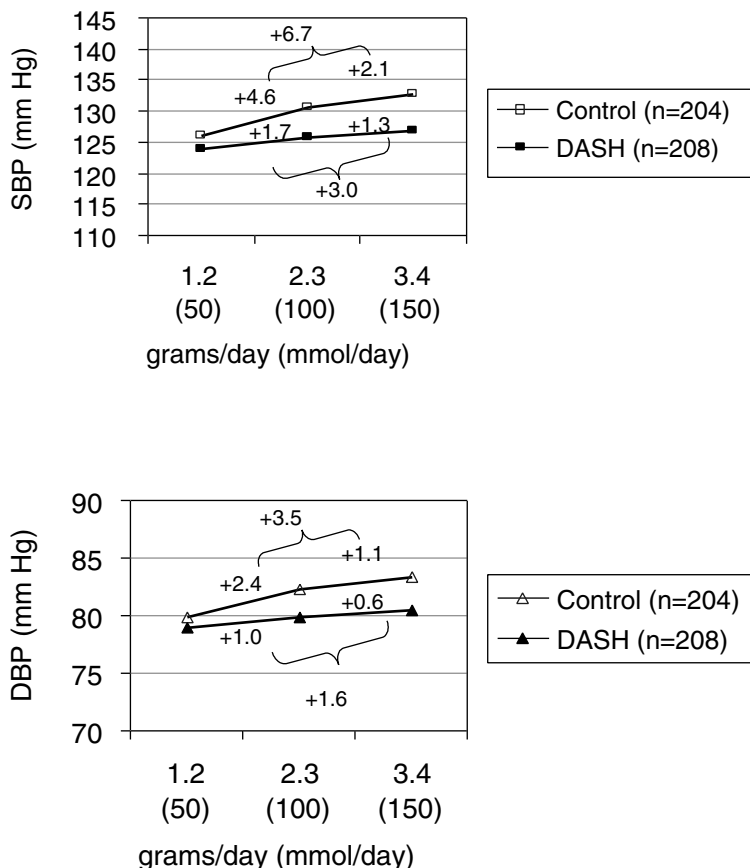 145
140
135
130
125
120
115
110
SBP (mm Hg)
+6.7
+2.1
+4.6
+1.7
+1.3
+3.0
Control (n=204)
DASH (n=208)
1.2 2.3 3.4
(50) (100) (150)
grams/day (mmol/day)
90
85
80
75
70
DBP (mm Hg)
+3.5
+1.1
+2.4
+0.6
+1.0
+1.6
Control (n=204)
DASH (n=208)
1.2 2.3 3.4
(50) (100) (150)
grams/day (mmol/day)